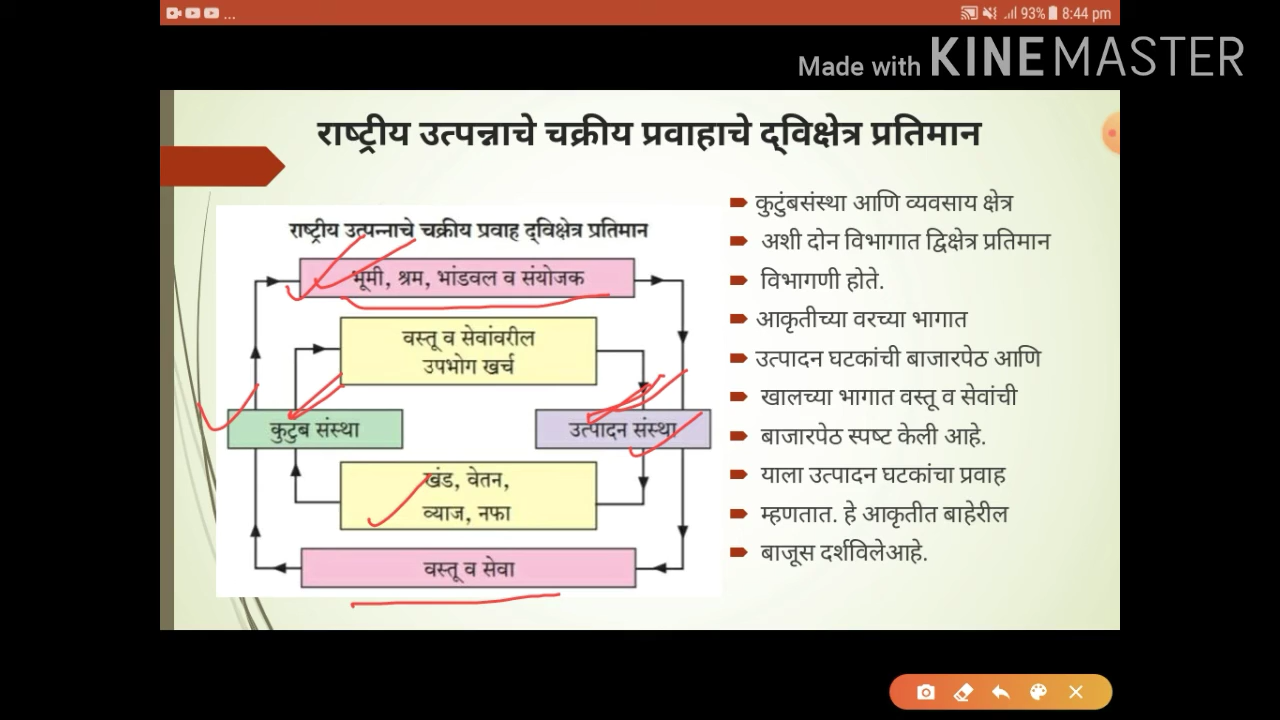 ... 93% 8:44 pm
Made with KINEMASTER
राष्ट्रीय उत्पन्नाचे चक्रीय प्रवाहाचे द्विक्षेत्र प्रतिमान
राष्ट्रीय उत्पन्नाचे चक्रीय प्रवाह द्विक्षेत्र प्रतिमान
भूमी, श्रम, भांडवल व संयोजक
वस्तू व सेवांवरील
उपभोग खर्च
कुटुंब संस्था
उत्पादन संस्था
खंड, वेतन,
व्याज, नफा
वस्तू व सेवा
कुटुंबसंस्था आणि व्यवसाय क्षेत्र
अशी दोन विभागात द्विक्षेत्र प्रतिमान
विभागणी होते.
आकृतीच्या वरच्या भागात
उत्पादन घटकांची बाजारपेठ आणि
खालच्या भागात वस्तू व सेवांची
बाजारपेठ स्पष्ट केली आहे.
याला उत्पादन घटकांचा प्रवाह
म्हणतात. हे आकृतीत बाहेरील
बाजूस दर्शविलेआहे.